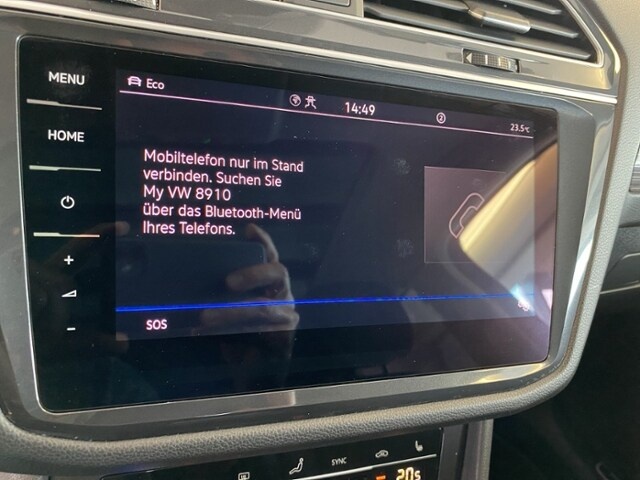 MENU
HOME
Eco
14:49
2
23.5°C
Mobiltelefon nur im Stand
verbinden. Suchen Sie
My VW 8910
über das Bluetooth-Menü
Ihres Telefons.
+
-
SOS
SYNC